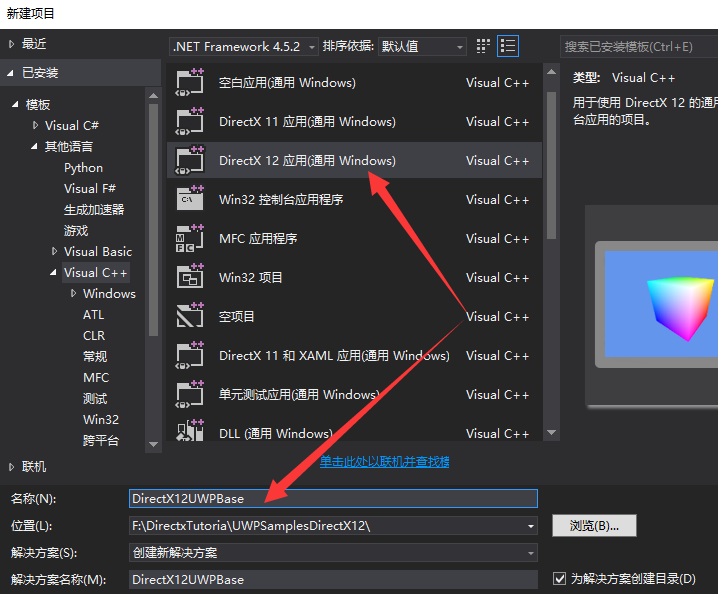 新建项目
最近
已安装
模板
Visual C#
其他语言
Python
Visual F#
生成加速器
游戏
Visual Basic
Visual C++
Windows
ATL
CLR
常规
MFC
测试
Win32
跨平台
联机
.NET Framework 4.5.2 排序依据: 默认值
空白应用(通用 Windows) Visual C++
DirectX 11 应用(通用 Windows) Visual C++
DirectX 12 应用(通用 Windows) Visual C++
Win32 控制台应用程序 Visual C++
MFC 应用程序 Visual C++
Win32 项目 Visual C++
空项目 Visual C++
DirectX 11 和 XAML 应用(通用 Windows) Visual C++
单元测试应用(通用 Windows) Visual C++
DLL (通用 Windows) Visual C++
单击此处以联机并查找模
搜索已安装模板(Ctrl+E)
类型: Visual C++
用于使用 DirectX 12 的通用
台应用的项目。
名称(N): DirectX12UWPBase
位置(L): F:\DirectxTutoria\UWPSamplesDirectX12\ 浏览(B)...
解决方案(S): 创建新解决方案
解决方案名称(M): DirectX12UWPBase 为解决方案创建目录(D)